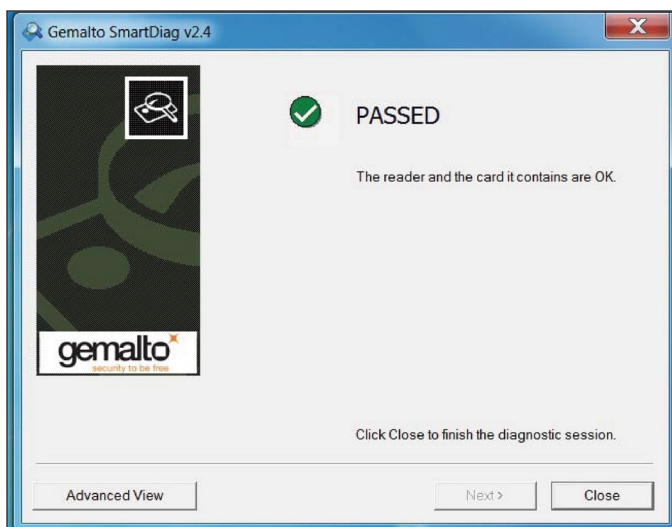 Gemalto SmartDiag v2.4
X
PASSED
The reader and the card it contains are OK.
gemalto
security to be free
Click Close to finish the diagnostic session.
Advanced View
Next >
Close